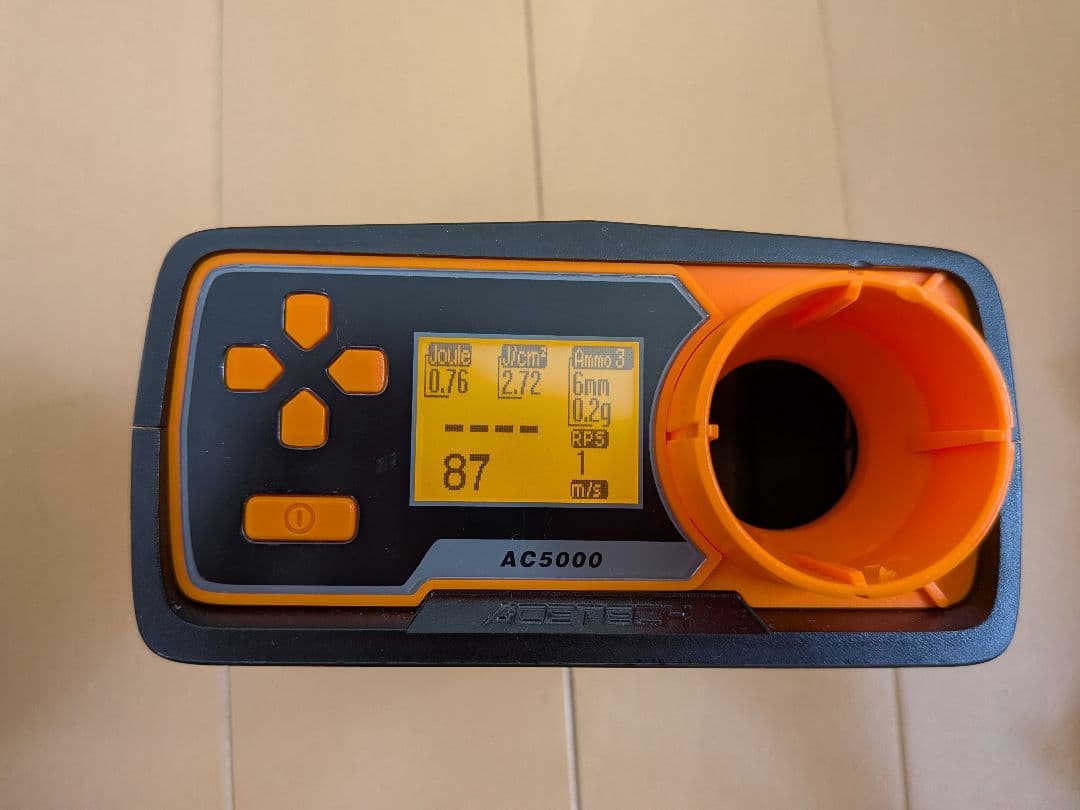 Joule J/cm² Ammo 3
0.76 2.72 6mm
0.2g
----
RPS
87 1
m/s
AC5000
ACETECH